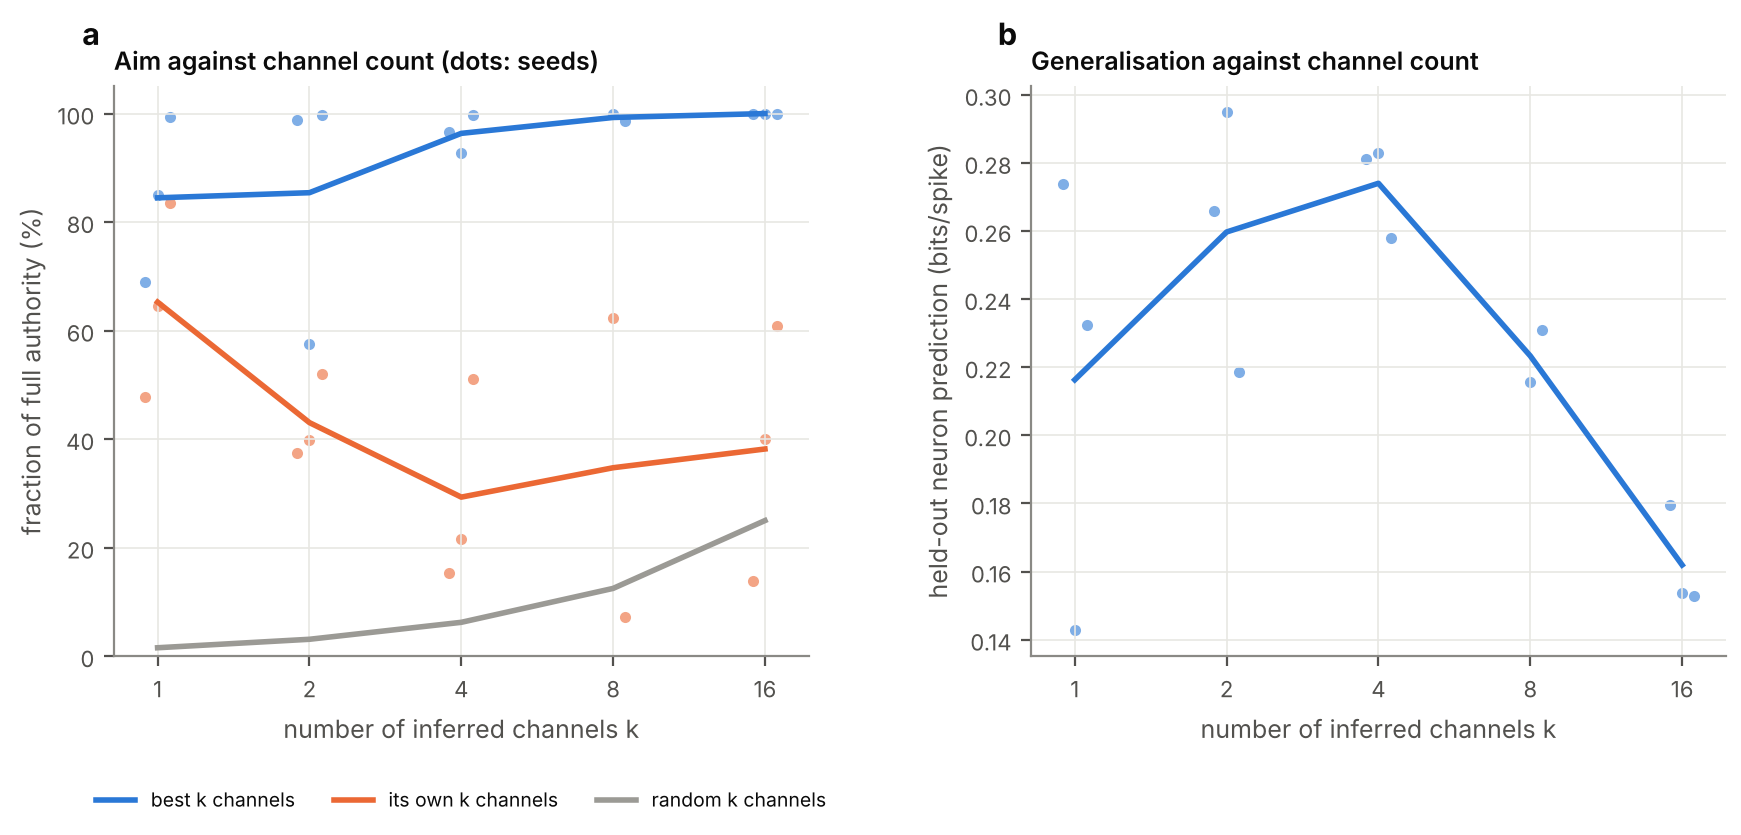 a
Aim against channel count (dots: seeds)
fraction of full authority (%)
100
80
60
40
20
0
1 2 4 8 16
number of inferred channels k
best k channels its own k channels random k channels
b
Generalisation against channel count
held-out neuron prediction (bits/spike)
0.30
0.28
0.26
0.24
0.22
0.20
0.18
0.16
0.14
1 2 4 8 16
number of inferred channels k